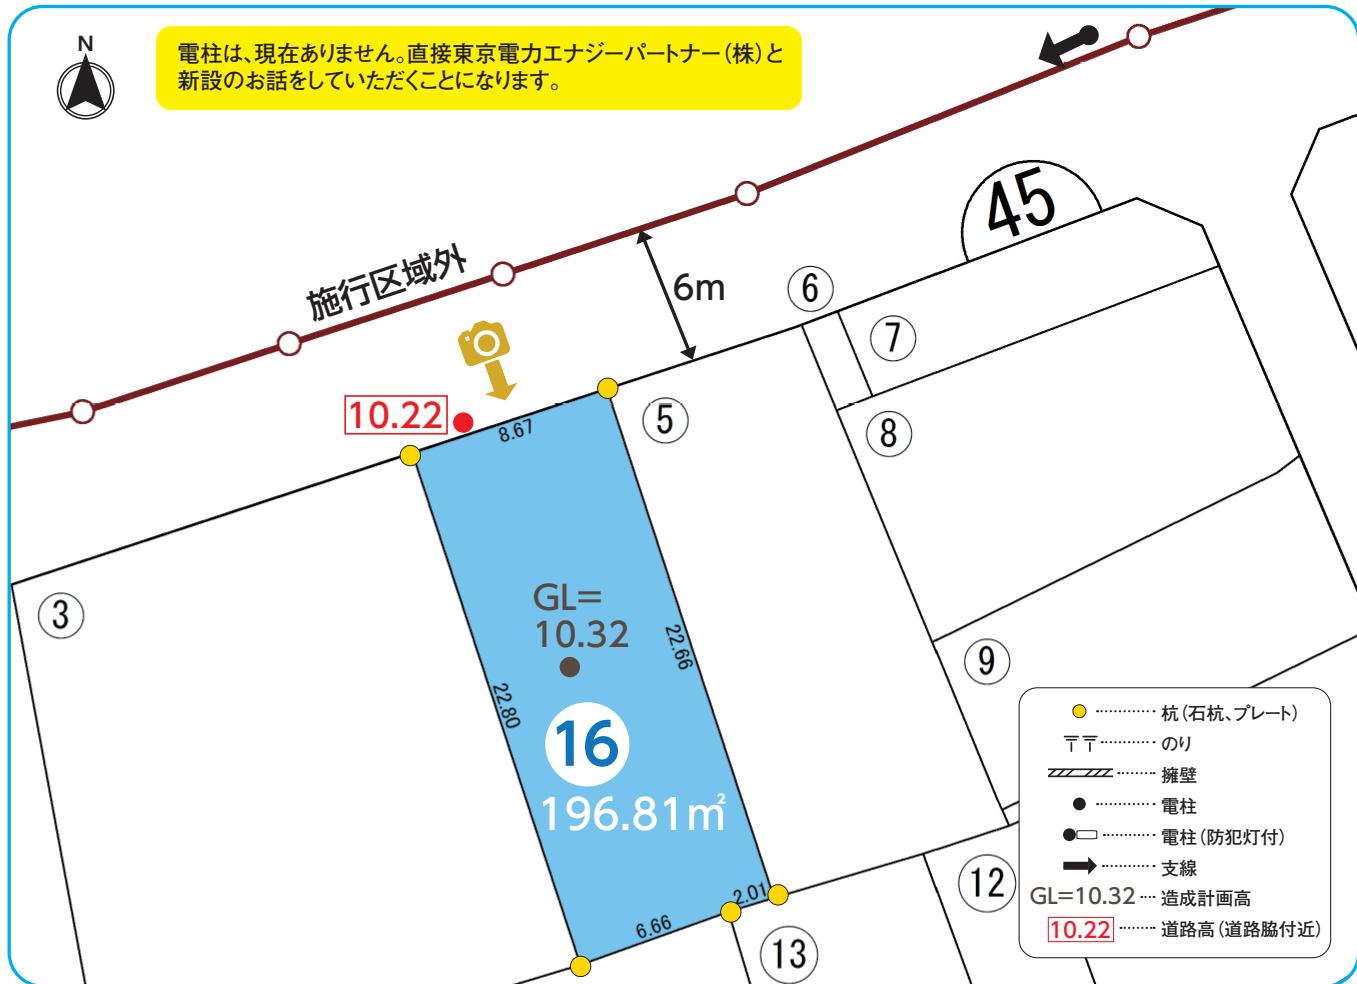 N
電柱は、現在ありません。直接東京電力エナジーパートナー(株)と
新設のお話をしていただくことになります。
45
施行区域外
6m
6
7
10.22
8.67
5
8
3
GL=
10.32
22.66
22.80
9
16
196.81㎡
2.01
6.66
12
13
杭(石杭、プレート)
のり
擁壁
電柱
電柱(防犯灯付)
支線
GL=10.32 造成計画高
10.22 道路高(道路脇付近)